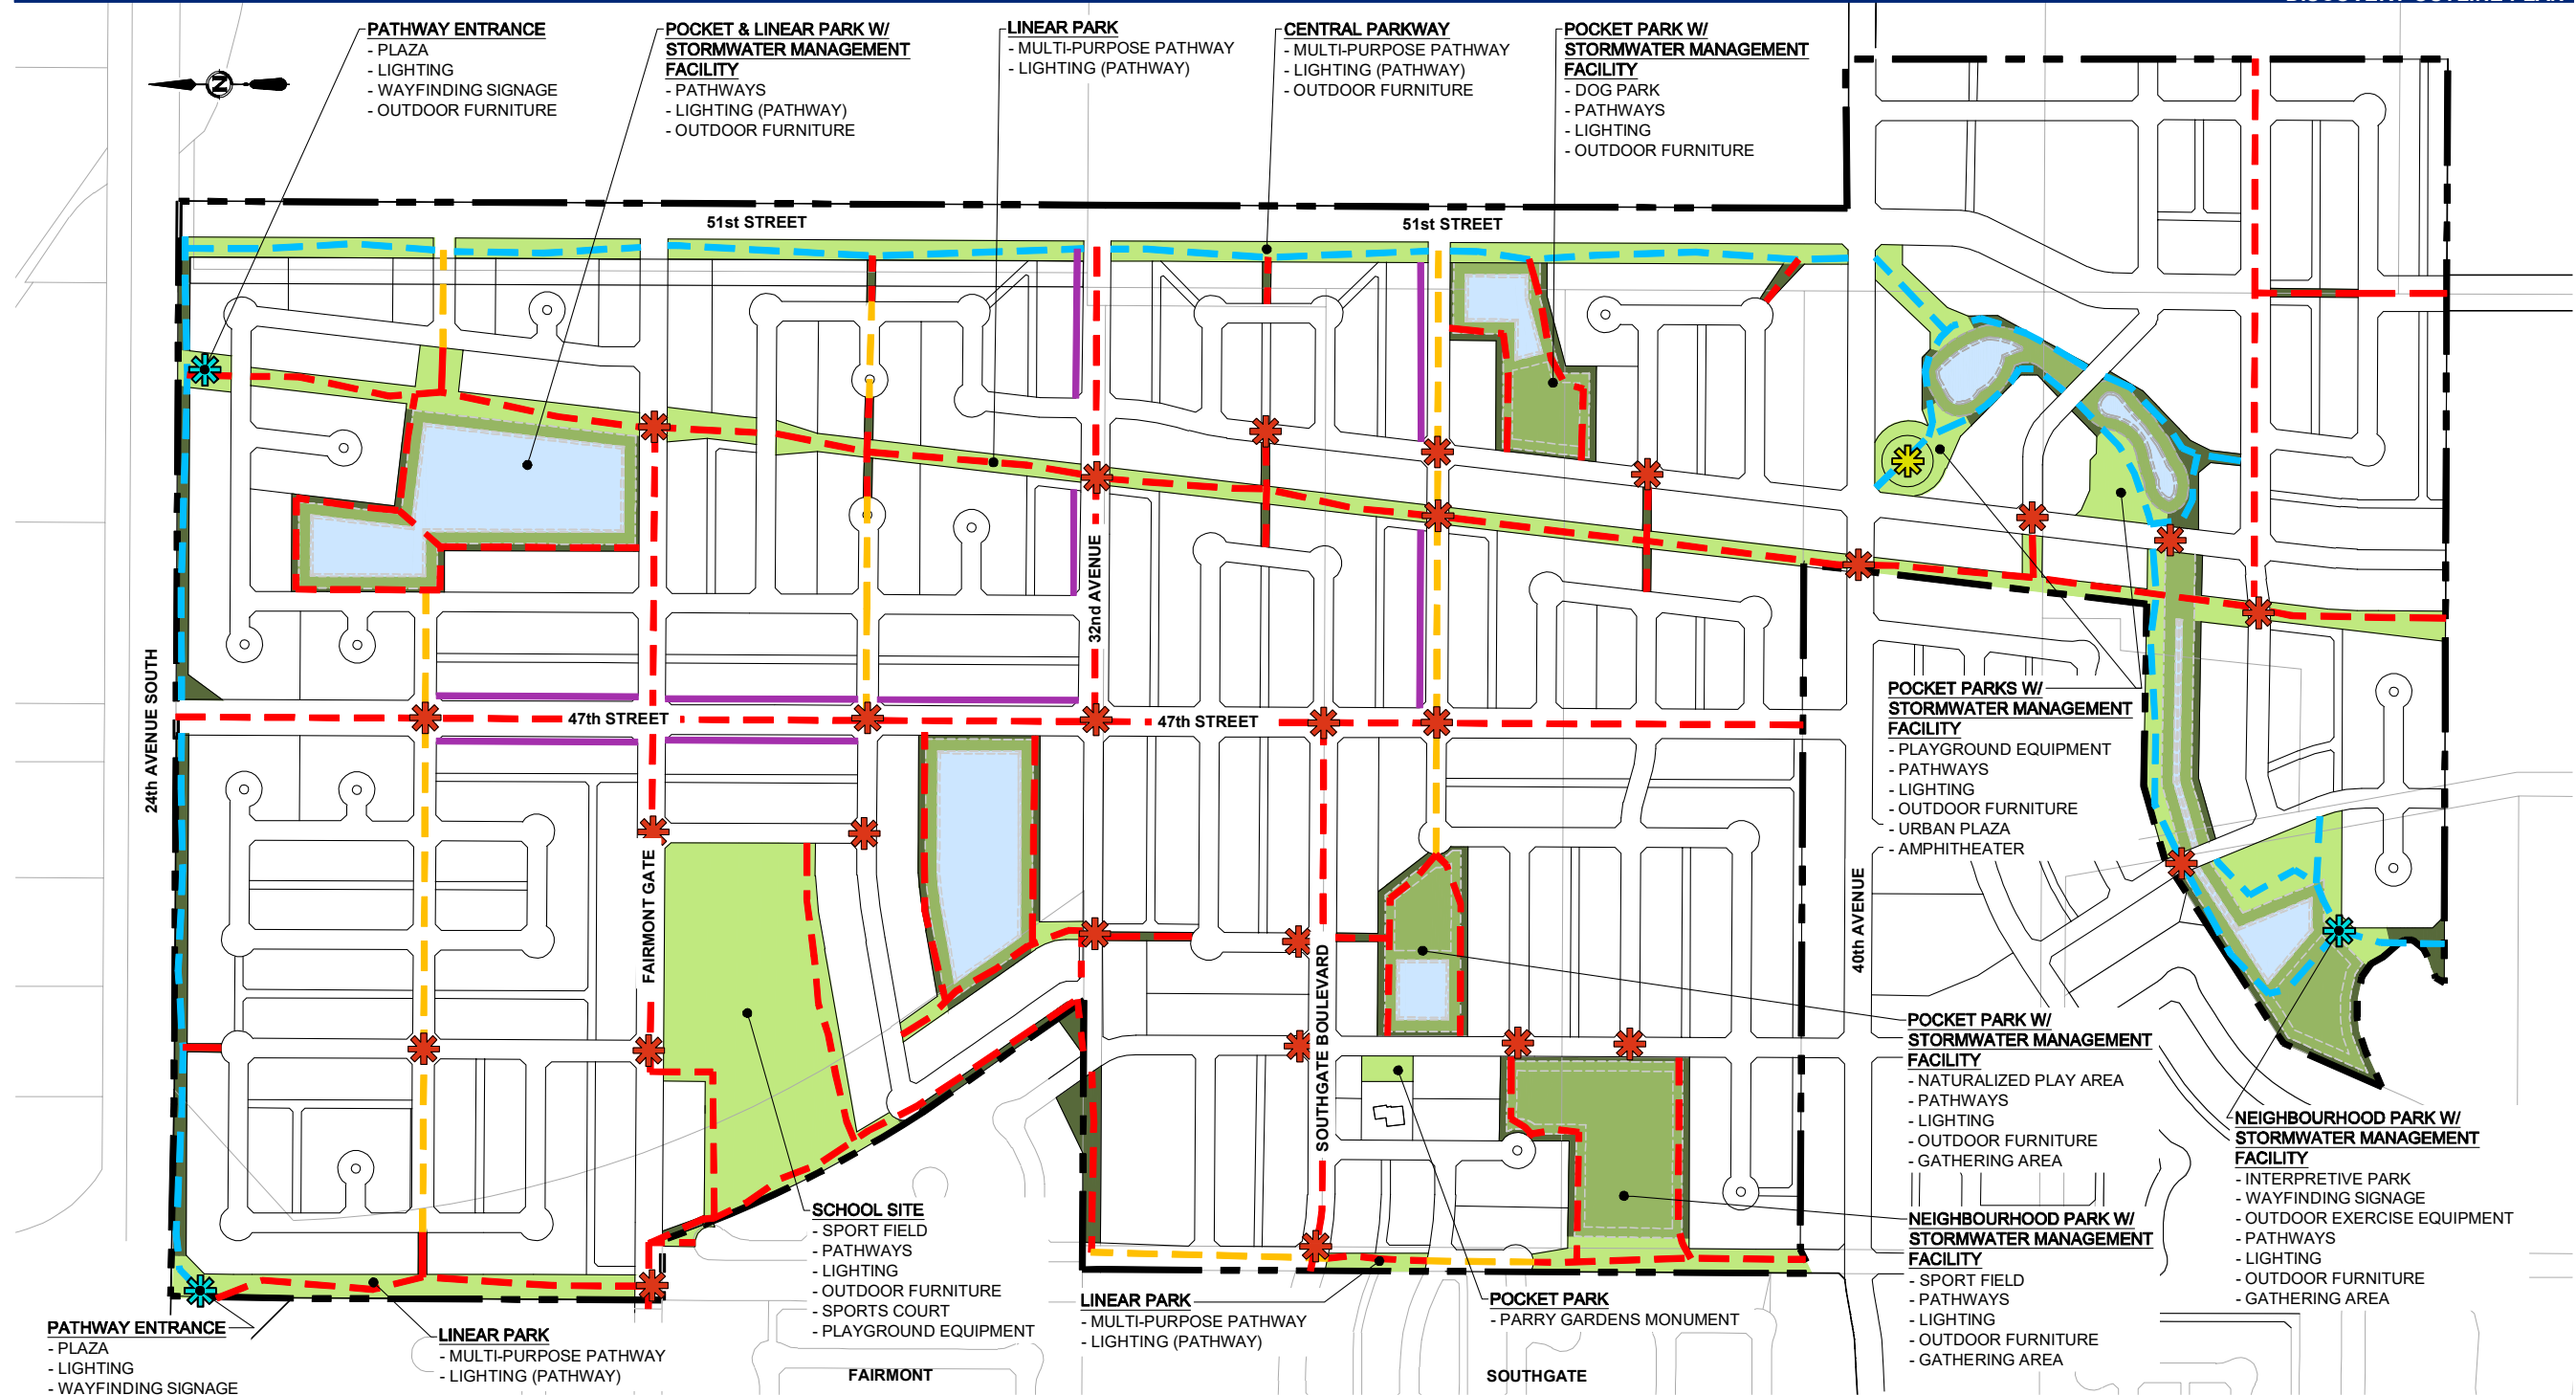 PATHWAY ENTRANCE
- PLAZA
- LIGHTING
- WAYFINDING SIGNAGE
- OUTDOOR FURNITURE
POCKET & LINEAR PARK W/
STORMWATER MANAGEMENT
FACILITY
- PATHWAYS
- LIGHTING (PATHWAY)
- OUTDOOR FURNITURE
LINEAR PARK
- MULTI-PURPOSE PATHWAY
- LIGHTING (PATHWAY)
CENTRAL PARKWAY
- MULTI-PURPOSE PATHWAY
- LIGHTING (PATHWAY)
- OUTDOOR FURNITURE
POCKET PARK W/
STORMWATER MANAGEMENT
FACILITY
- DOG PARK
- PATHWAYS
- LIGHTING
- OUTDOOR FURNITURE
N
51st STREET
51st STREET
32nd AVENUE
24th AVENUE SOUTH
47th STREET
47th STREET
FAIRMONT GATE
SOUTHGATE BOULEVARD
40th AVENUE
POCKET PARKS W/
STORMWATER MANAGEMENT
FACILITY
- PLAYGROUND EQUIPMENT
- PATHWAYS
- LIGHTING
- OUTDOOR FURNITURE
- URBAN PLAZA
- AMPHITHEATER
POCKET PARK W/
STORMWATER MANAGEMENT
FACILITY
- NATURALIZED PLAY AREA
- PATHWAYS
- LIGHTING
- OUTDOOR FURNITURE
- GATHERING AREA
NEIGHBOURHOOD PARK W/
STORMWATER MANAGEMENT
FACILITY
- INTERPRETIVE PARK
- WAYFINDING SIGNAGE
- OUTDOOR EXERCISE EQUIPMENT
- PATHWAYS
- LIGHTING
- OUTDOOR FURNITURE
- GATHERING AREA
NEIGHBOURHOOD PARK W/
STORMWATER MANAGEMENT
FACILITY
- SPORT FIELD
- PATHWAYS
- LIGHTING
- OUTDOOR FURNITURE
- GATHERING AREA
SCHOOL SITE
- SPORT FIELD
- PATHWAYS
- LIGHTING
- OUTDOOR FURNITURE
- SPORTS COURT
- PLAYGROUND EQUIPMENT
LINEAR PARK
- MULTI-PURPOSE PATHWAY
- LIGHTING (PATHWAY)
POCKET PARK
- PARRY GARDENS MONUMENT
PATHWAY ENTRANCE
- PLAZA
- LIGHTING
- WAYFINDING SIGNAGE
LINEAR PARK
- MULTI-PURPOSE PATHWAY
- LIGHTING (PATHWAY)
FAIRMONT
SOUTHGATE